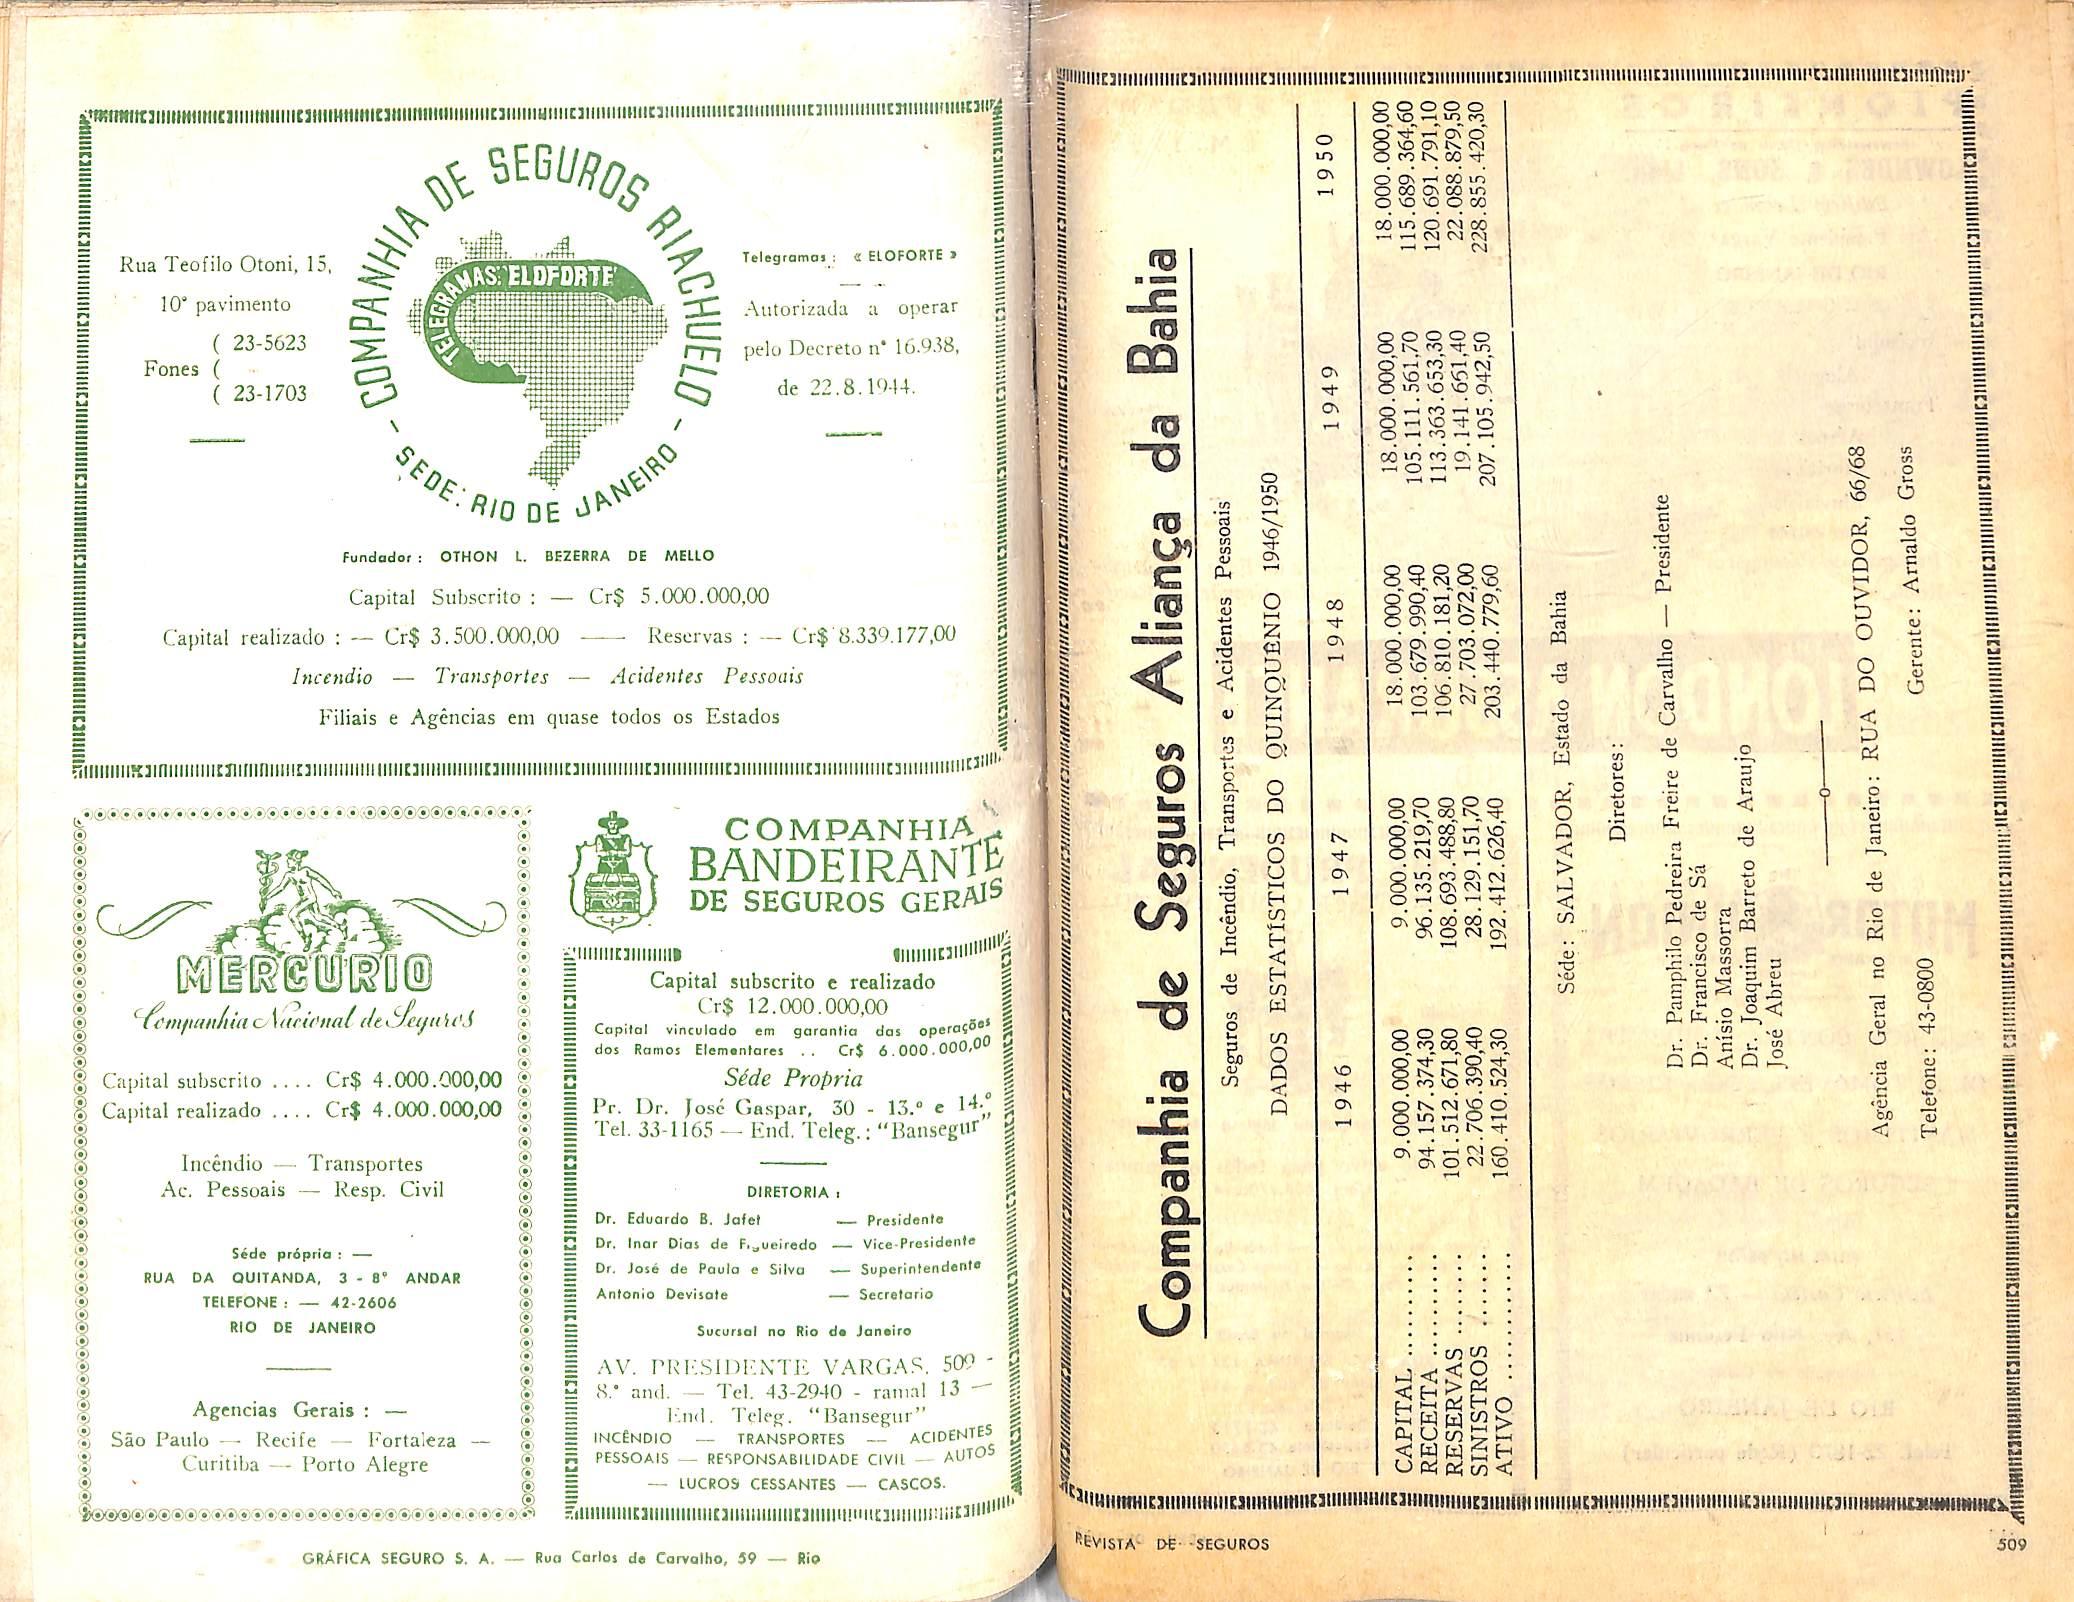 COMPANHIA DE SEGUROS RIACHUELO
- SEDE: RIO DE JANEIRO -
TELEGRAMAS: "ELOFORTE"
Rua Teofilo Otoni, 15,
10º pavimento
( 23-5623
Fones (
( 23-1703
Telegramas : « ELOFORTE »
Autorizada a operar
pelo Decreto nº 16.938,
de 22.8.1944.
Fundador : OTHON L. BEZERRA DE MELLO
Capital Subscrito : — Cr$ 5.000.000,00
Capital realizado : — Cr$ 3.500.000,00 — Reservas : — Cr$ 8.339.177,00
Incendio — Transportes — Acidentes Pessoais
Filiais e Agências em quase todos os Estados
MERCURIO
Companhia Nacional de Seguros
Capital subscrito .... Cr$ 4.000.000,00
Capital realizado .... Cr$ 4.000.000,00
Incêndio — Transportes
Ac. Pessoais — Resp. Civil
Séde própria : —
RUA DA QUITANDA, 3 - 8º ANDAR
TELEFONE : — 42-2606
RIO DE JANEIRO
Agencias Gerais : —
São Paulo — Recife — Fortaleza —
Curitiba — Porto Alegre
COMPANHIA
BANDEIRANTE
DE SEGUROS GERAIS
Capital subscrito e realizado
Cr$ 12.000.000,00
Capital vinculado em garantia das operações
dos Ramos Elementares .. Cr$ 6.000.000,00
Séde Propria
Pr. Dr. José Gaspar, 30 - 13.º e 14.º
Tel. 33-1165 — End. Teleg.: "Bansegur"
DIRETORIA :
Dr. Eduardo B. Jafet — Presidente
Dr. Inar Dias de Figueiredo — Vice-Presidente
Dr. José de Paula e Silva — Superintendente
Antonio Devisate — Secretario
Sucursal no Rio de Janeiro
AV. PRESIDENTE VARGAS, 509 -
8.º and. — Tel. 43-2940 - ramal 13 —
End. Teleg. "Bansegur"
INCÊNDIO — TRANSPORTES — ACIDENTES
PESSOAIS — RESPONSABILIDADE CIVIL — AUTOS
— LUCROS CESSANTES — CASCOS.
GRÁFICA SEGURO S. A. — Rua Carlos de Carvalho, 59 — Rio
Companhia de Seguros Aliança da Bahia
Seguros de Incêndio, Transportes e Acidentes Pessoais
DADOS ESTATÍSTICOS DO QUINQUÊNIO 1946/1950
1946 1947 1948 1949 1950
CAPITAL .......... 9.000.000,00 9.000.000,00 18.000.000,00 18.000.000,00 18.000.000,00
RECEITA .......... 94.157.374,30 96.135.219,70 103.679.990,40 105.111.561,70 115.689.364,60
RESERVAS ........ 101.512.671,80 108.693.488,80 106.810.181,20 113.363.653,30 120.691.791,10
SINISTROS ....... 22.706.390,40 28.129.151,70 27.703.072,00 19.141.651,40 22.088.879,50
ATIVO ............ 160.410.524,30 192.412.626,40 203.440.779,60 207.105.942,50 228.855.420,30
Séde: SALVADOR, Estado da Bahia
Diretores:
Dr. Pamphilo Pedreira Freire de Carvalho — Presidente
Dr. Francisco de Sá
Anísio Massorra
Dr. Joaquim Barreto de Araujo
José Abreu
—o—
Agência Geral no Rio de Janeiro: RUA DO OUVIDOR, 66/68
Telefone: 43-0800 Gerente: Arnaldo Gross
REVISTA DE SEGUROS 509